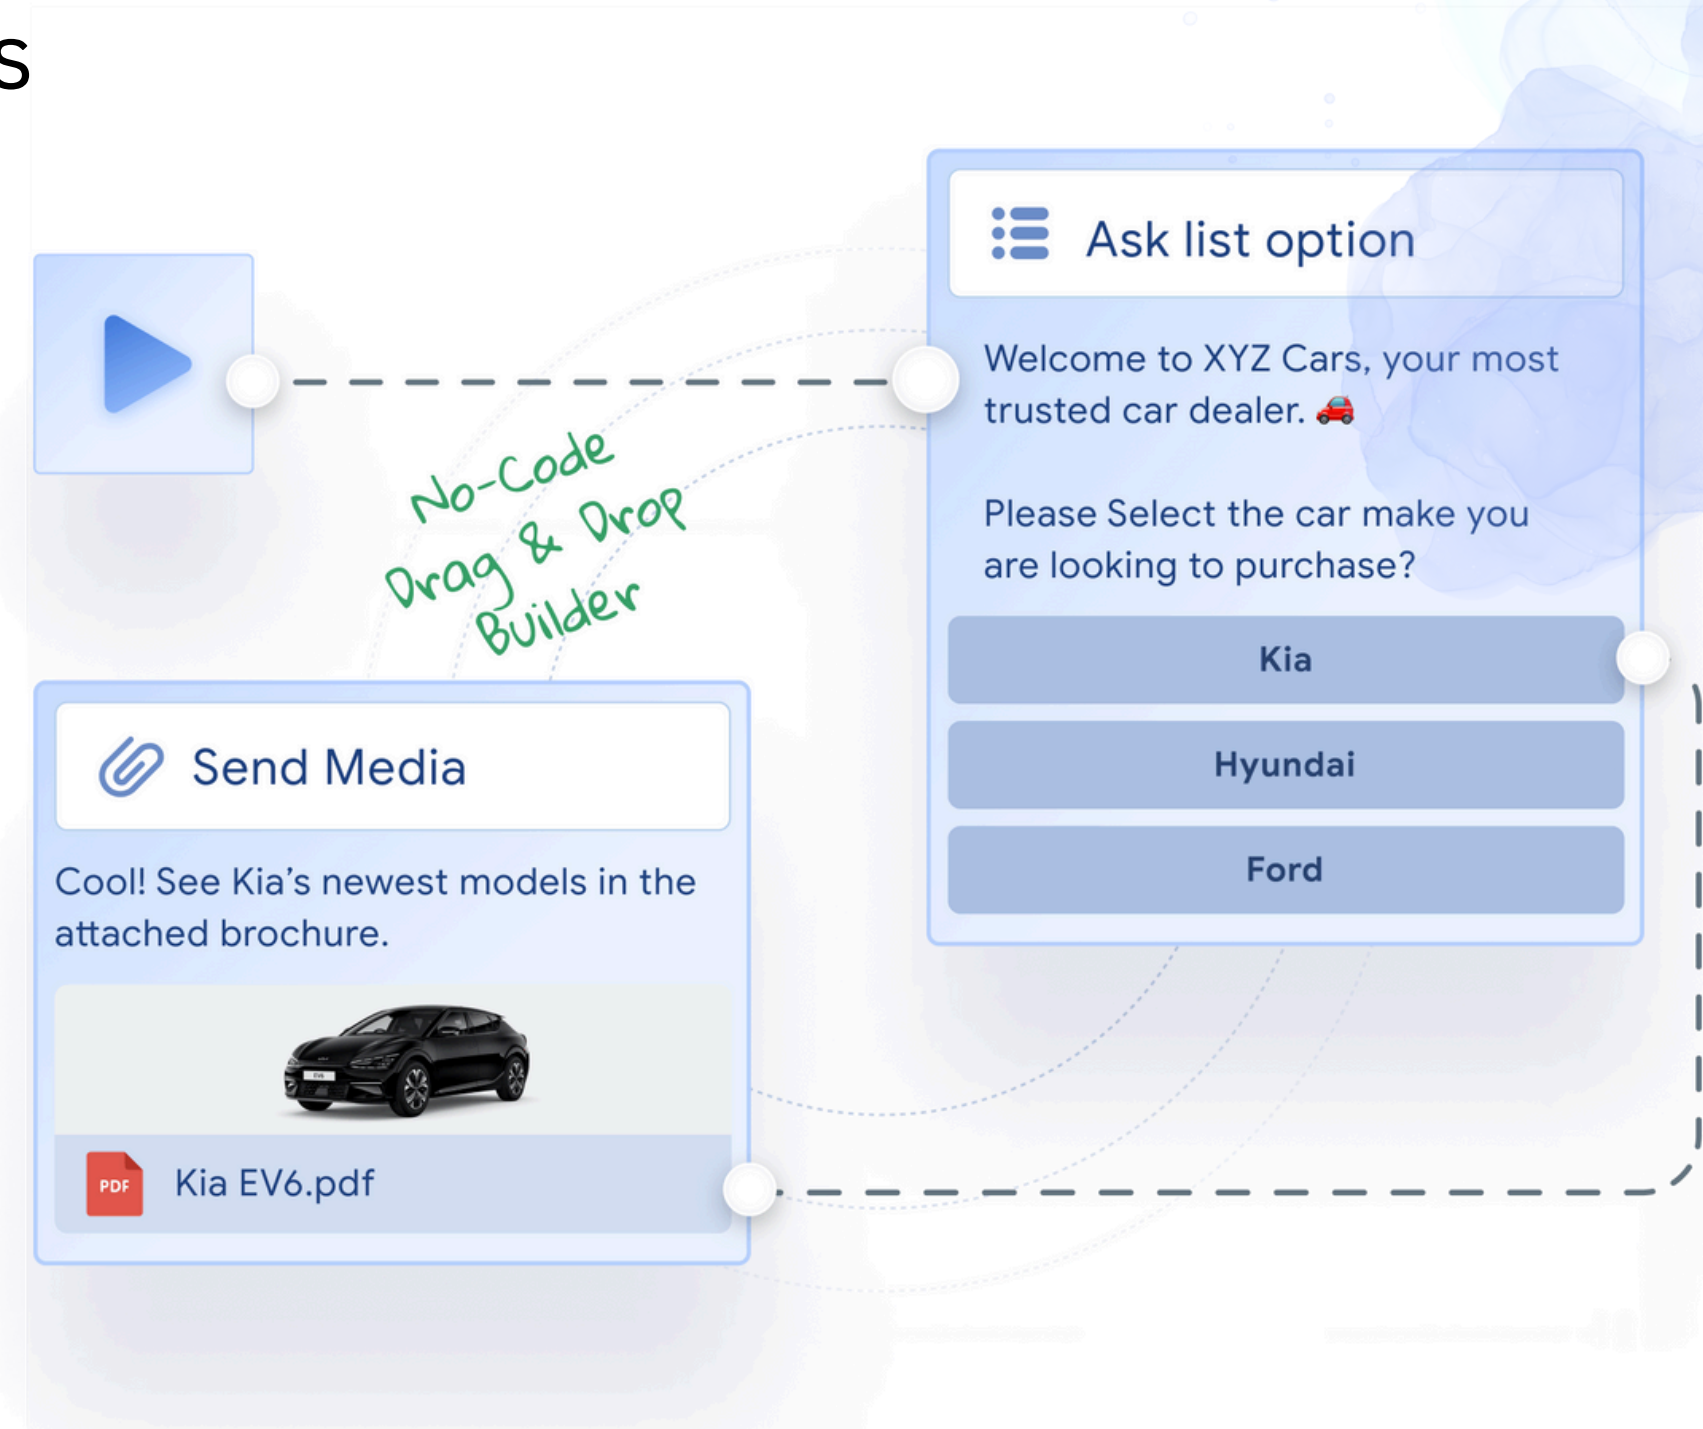 s
Ask list option
Welcome to XYZ Cars, your most
trusted car dealer. 🚗
Please Select the car make you
are looking to purchase?
Kia
Hyundai
Ford
No-Code
Drag & Drop
Builder
Send Media
Cool! See Kia’s newest models in the
attached brochure.
EV6
PDF
Kia EV6.pdf